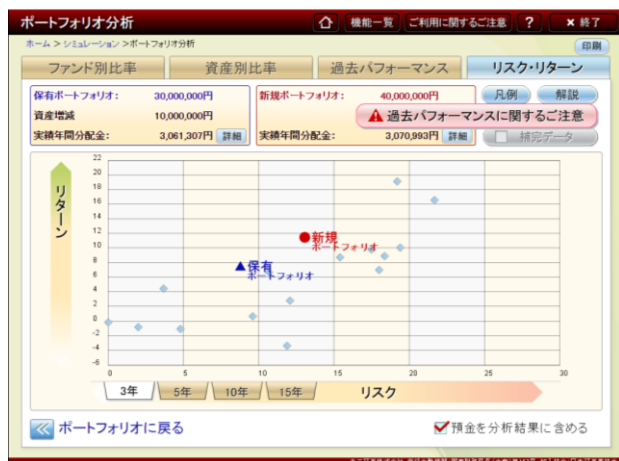 ポートフォリオ分析
機能一覧 ご利用に関するご注意 ? × 終了
ホーム > シミュレーション >ポートフォリオ分析
印刷
ファンド別比率 資産別比率 過去パフォーマンス リスク・リターン
保有ポートフォリオ: 30,000,000円
資産増減 10,000,000円
実績年間分配金: 3,061,307円 詳細
新規ポートフォリオ: 40,000,000円
実績年間分配金: 3,070,993円 詳細
凡例 解説
過去パフォーマンスに関するご注意
補完データ
リターン
22
20
18
16
14
12
10
8
6
4
2
0
-2
-4
-6
新規
ポートフォリオ
保有
ポートフォリオ
0 5 10 15 20 25 30
3年 5年 10年 15年 リスク
ポートフォリオに戻る
預金を分析結果に含める